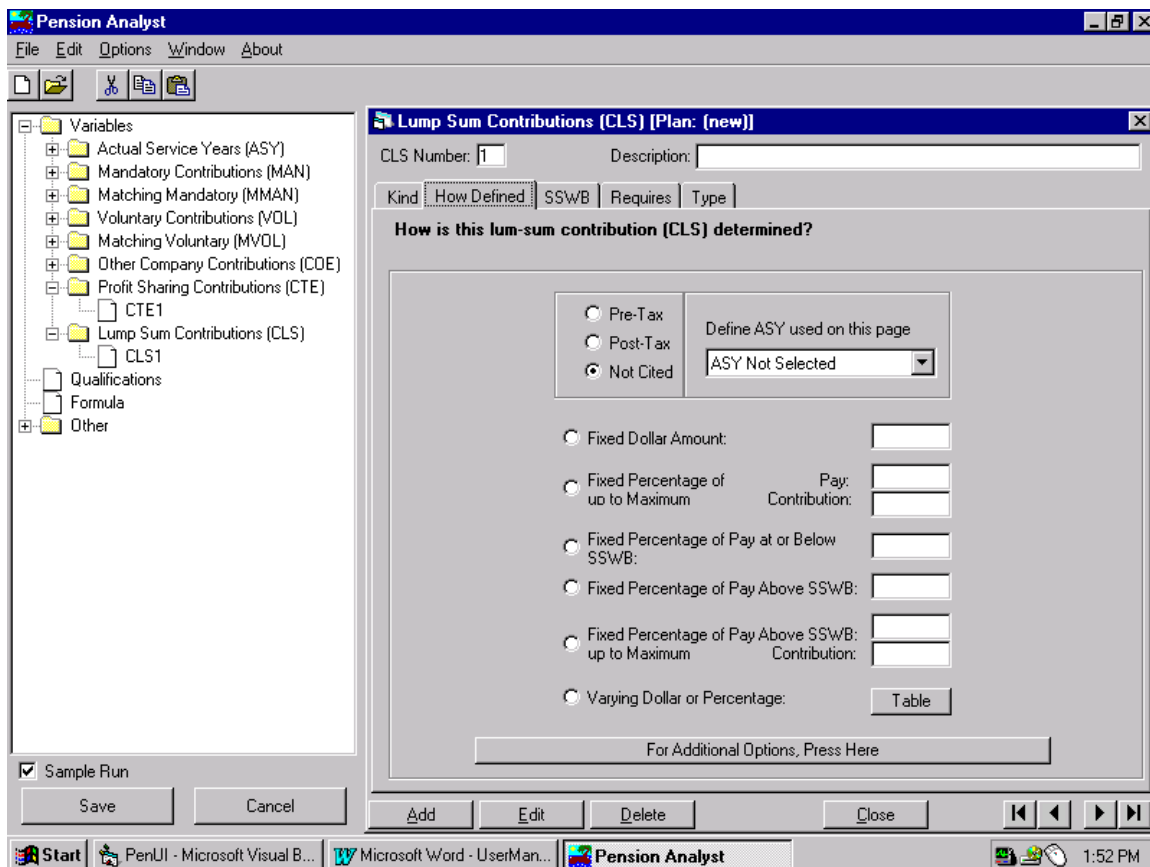 Pension Analyst
File Edit Options Window About
Variables
Actual Service Years (ASY)
Mandatory Contributions (MAN)
Matching Mandatory (MMAN)
Voluntary Contributions (VOL)
Matching Voluntary (MVOL)
Other Company Contributions (COE)
Profit Sharing Contributions (CTE)
CTE1
Lump Sum Contributions (CLS)
CLS1
Qualifications
Formula
Other
Sample Run
Save Cancel
Lump Sum Contributions (CLS) [Plan: (new)]
CLS Number: 1 Description:
Kind How Defined SSWB Requires Type
How is this lum-sum contribution (CLS) determined?
Pre-Tax
Post-Tax
Not Cited
Define ASY used on this page
ASY Not Selected
Fixed Dollar Amount:
Fixed Percentage of Pay:
up to Maximum Contribution:
Fixed Percentage of Pay at or Below
SSWB:
Fixed Percentage of Pay Above SSWB:
Fixed Percentage of Pay Above SSWB:
up to Maximum Contribution:
Varying Dollar or Percentage: Table
For Additional Options, Press Here
Add Edit Delete Close
Start PenUI - Microsoft Visual B... Microsoft Word - UserMan... Pension Analyst 1:52 PM